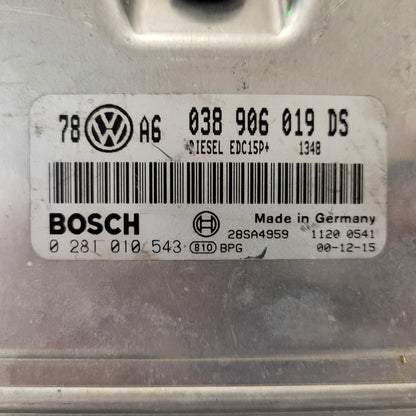 78 VW A6 038 906 019 DS
DIESEL EDC15P+ 1348
BOSCH Made in Germany
28SA4959 1120 0541
0 281 010 543 810 BPG 00-12-15